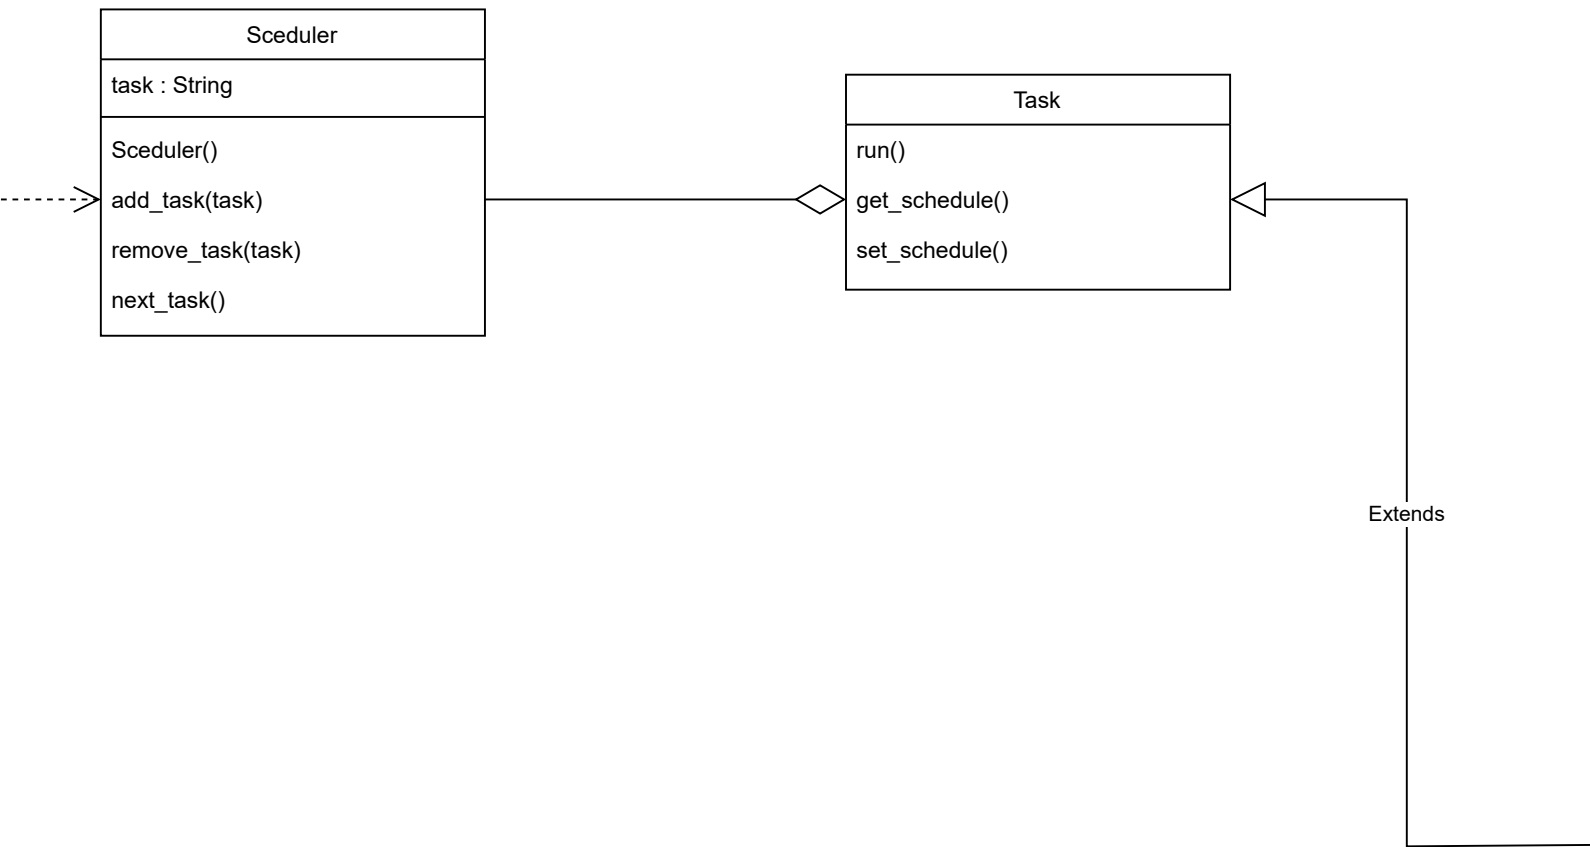 Sceduler
task : String
Sceduler()
add_task(task)
remove_task(task)
next_task()
Task
run()
get_schedule()
set_schedule()
Extends